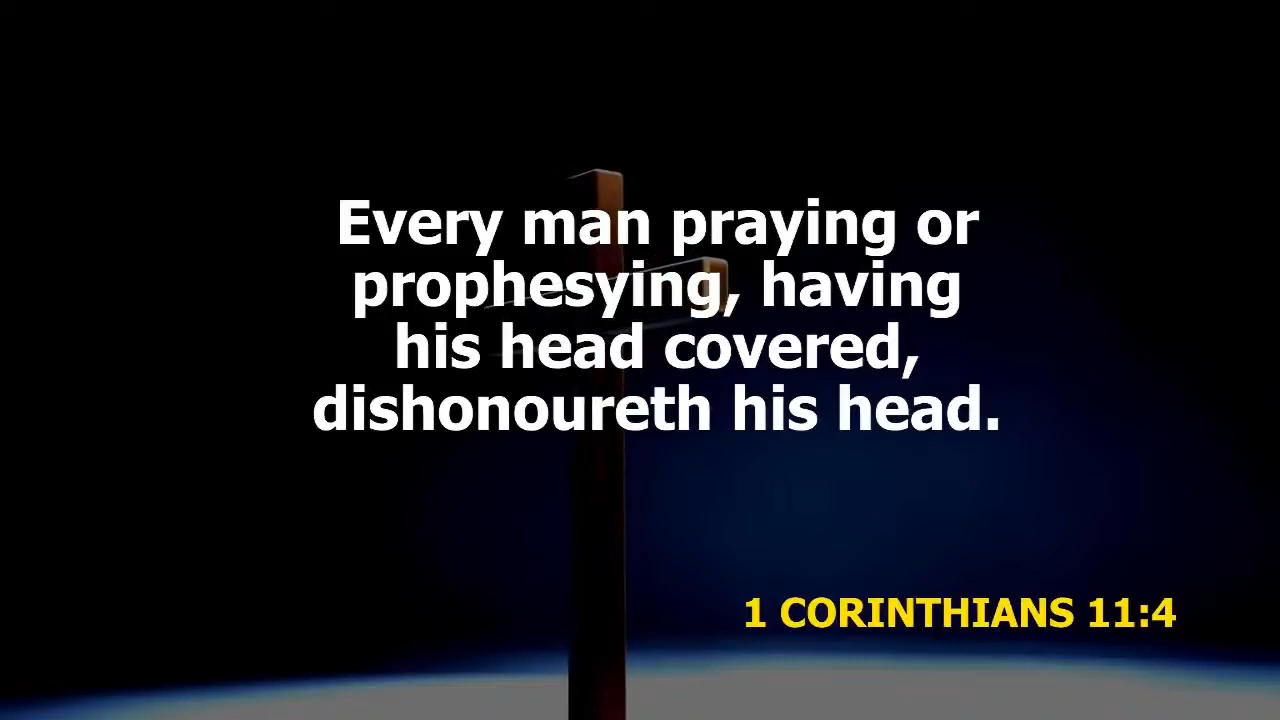 Every man praying or
prophesying, having
his head covered,
dishonoureth his head.
1 CORINTHIANS 11:4